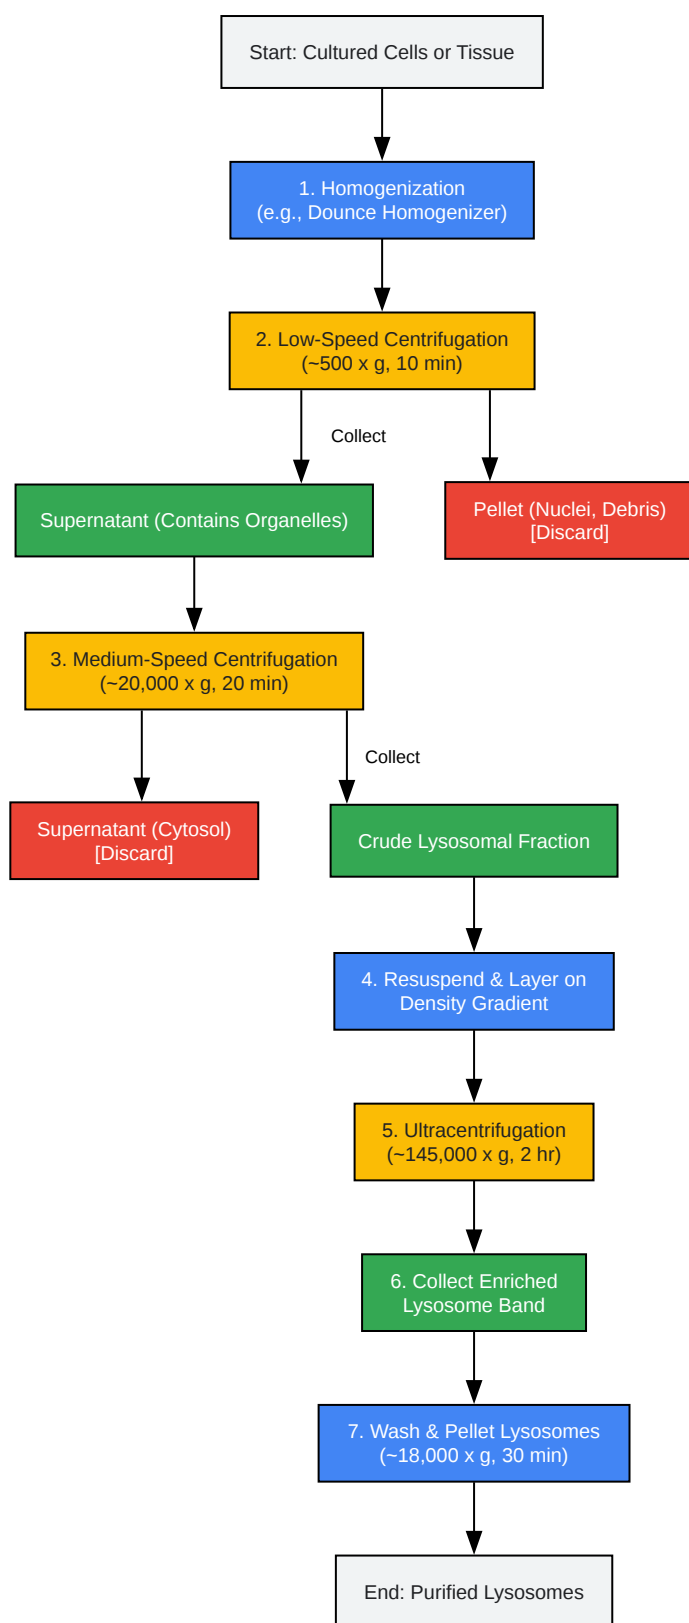 Start: Cultured Cells or Tissue
1. Homogenization
(e.g., Dounce Homogenizer)
2. Low-Speed Centrifugation
(~500 x g, 10 min)
Collect
Supernatant (Contains Organelles)
Pellet (Nuclei, Debris)
[Discard]
3. Medium-Speed Centrifugation
(~20,000 x g, 20 min)
Collect
Supernatant (Cytosol)
[Discard]
Crude Lysosomal Fraction
4. Resuspend & Layer on
Density Gradient
5. Ultracentrifugation
(~145,000 x g, 2 hr)
6. Collect Enriched
Lysosome Band
7. Wash & Pellet Lysosomes
(~18,000 x g, 30 min)
End: Purified Lysosomes